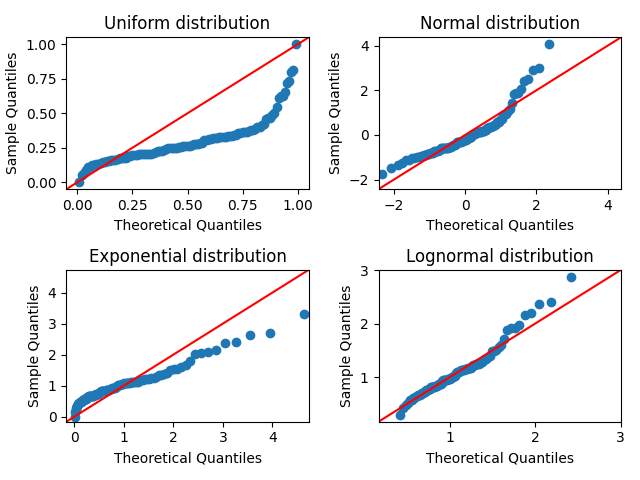 Uniform distribution
Sample Quantiles
1.00
0.75
0.50
0.25
0.00
0.00 0.25 0.50 0.75 1.00
Theoretical Quantiles
Normal distribution
Sample Quantiles
4
2
0
−2
−2 0 2 4
Theoretical Quantiles
Exponential distribution
Sample Quantiles
4
3
2
1
0
0 1 2 3 4
Theoretical Quantiles
Lognormal distribution
Sample Quantiles
3
2
1
1 2 3
Theoretical Quantiles